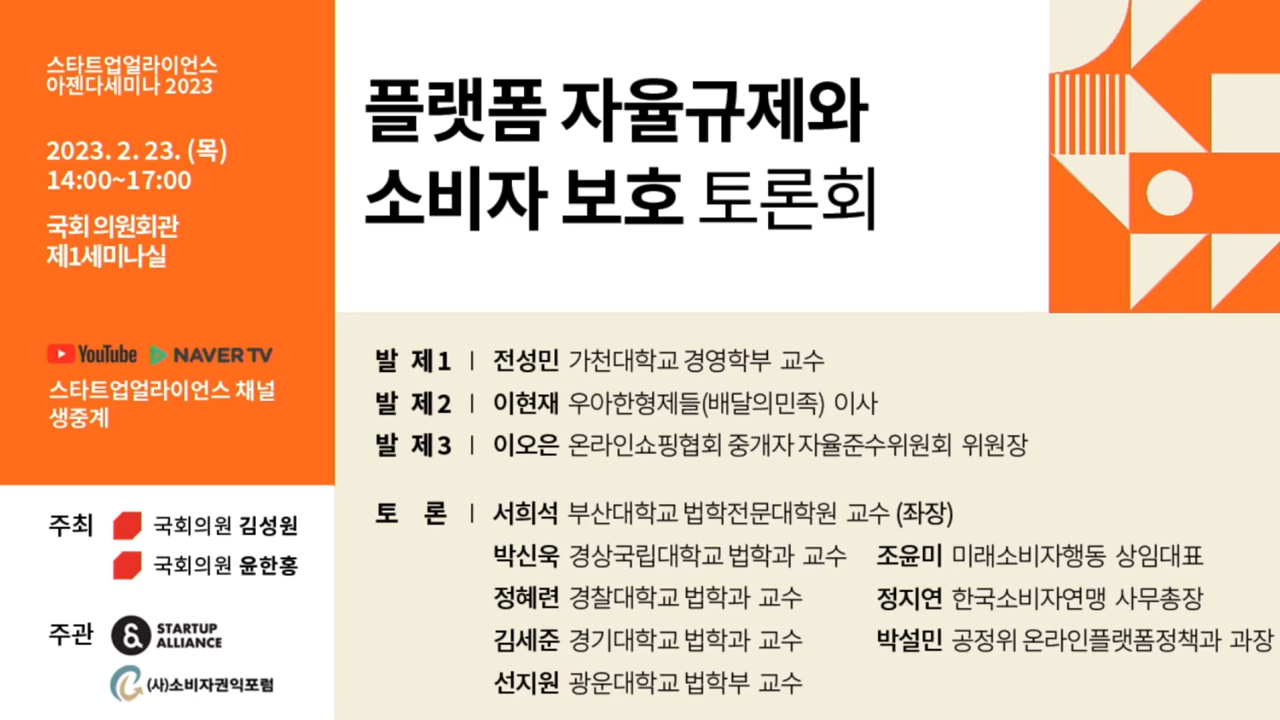 스타트업얼라이언스
아젠다세미나 2023
2023. 2. 23. (목)
14:00~17:00
국회 의원회관
제1세미나실
YouTube NAVER TV
스타트업얼라이언스 채널
생중계
주최 국회의원 김성원
국회의원 윤한홍
주관 & STARTUP
ALLIANCE
(사)소비자권익포럼
플랫폼 자율규제와
소비자 보호 토론회
발 제1 | 전성민 가천대학교 경영학부 교수
발 제2 | 이현재 우아한형제들(배달의민족) 이사
발 제3 | 이오은 온라인쇼핑협회 중개자 자율준수위원회 위원장
토 론 | 서희석 부산대학교 법학전문대학원 교수 (좌장)
박신욱 경상국립대학교 법학과 교수 조윤미 미래소비자행동 상임대표
정혜련 경찰대학교 법학과 교수 정지연 한국소비자연맹 사무총장
김세준 경기대학교 법학과 교수 박설민 공정위 온라인플랫폼정책과 과장
선지원 광운대학교 법학부 교수